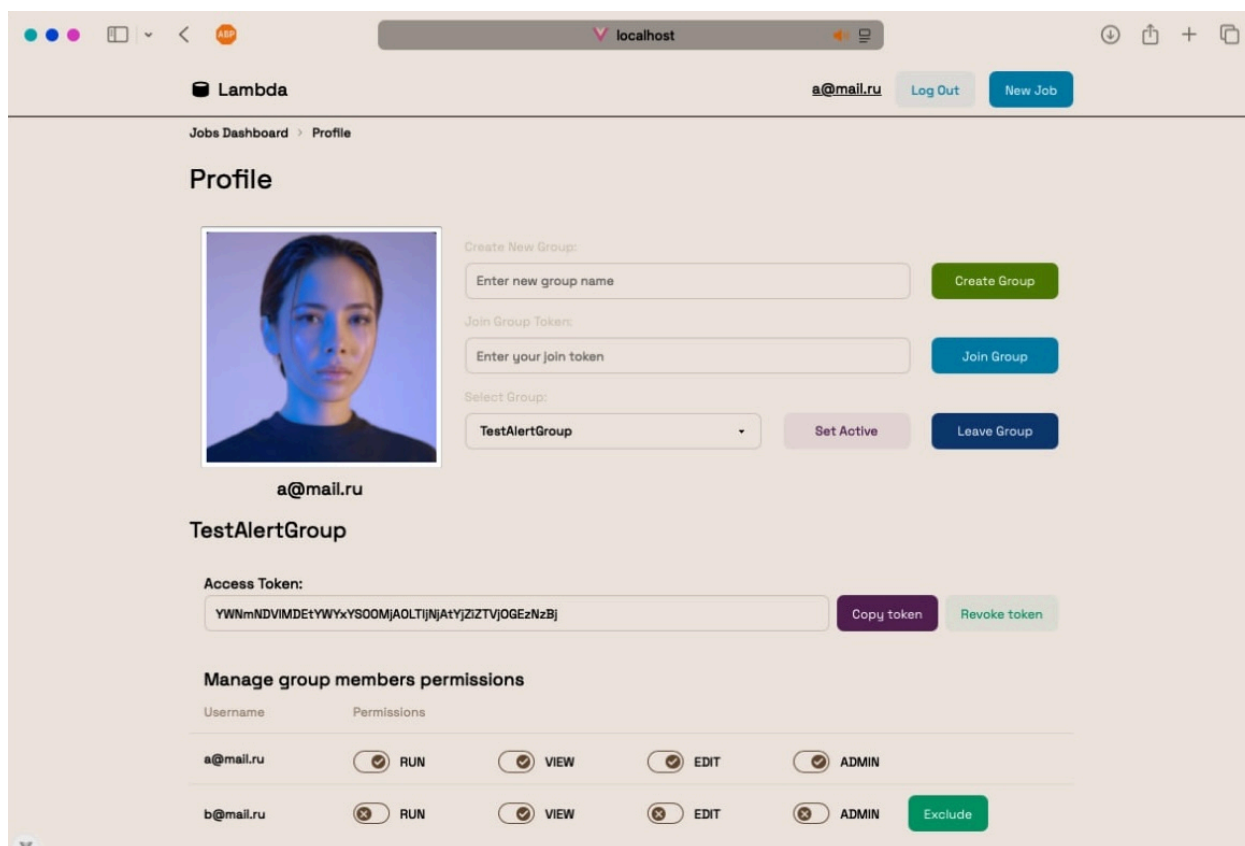 ABP
localhost
Lambda
a@mail.ru
Log Out
New Job
Jobs Dashboard > Profile
Profile
Create New Group:
Enter new group name
Create Group
Join Group Token:
Enter your join token
Join Group
Select Group:
TestAlertGroup
Set Active
Leave Group
a@mail.ru
TestAlertGroup
Access Token:
YWNmNDVlMDEtYWYxYS00MjA0LTljNjAtYjZiZTVjOGEzNzBj
Copy token
Revoke token
Manage group members permissions
Username Permissions
a@mail.ru RUN VIEW EDIT ADMIN
b@mail.ru RUN VIEW EDIT ADMIN Exclude